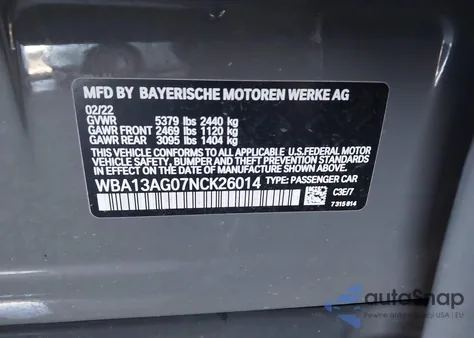 MFD BY BAYERISCHE MOTOREN WERKE AG
02/22
GVWR 5379 lbs 2440 kg
GAWR FRONT 2469 lbs 1120 kg
GAWR REAR 3095 lbs 1404 kg
THIS VEHICLE CONFORMS TO ALL APPLICABLE U.S.FEDERAL MOTOR
VEHICLE SAFETY, BUMPER, AND THEFT PREVENTION STANDARDS
IN EFFECT ON THE DATE OF MANUFACTURE SHOWN ABOVE.
WBA13AG07NCK26014 TYPE: PASSENGER CAR
C3E/7
7 315 814
autoSnap